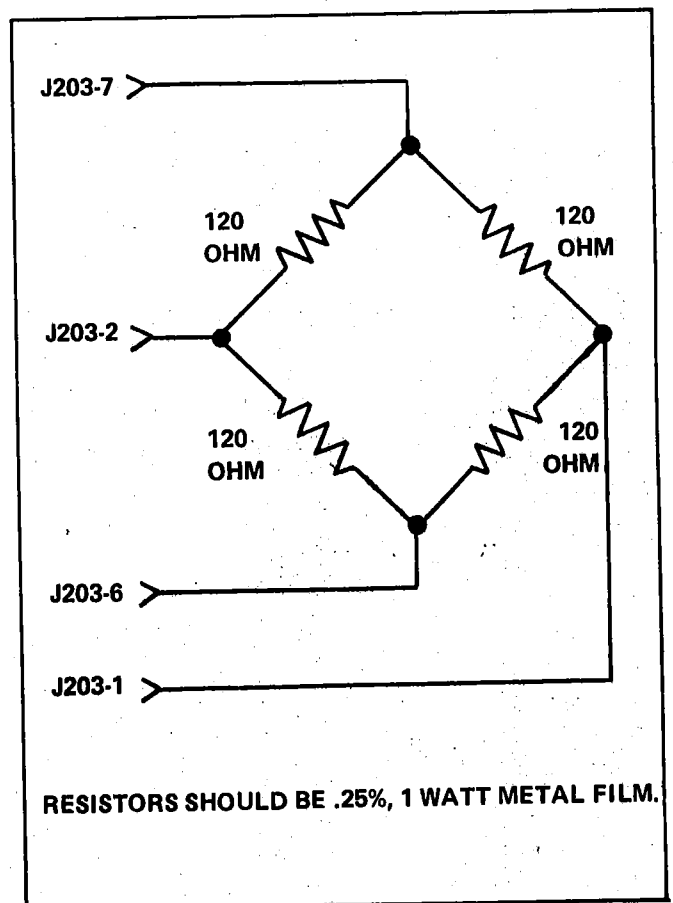 J203-7
120
OHM
120
OHM
J203-2
120
OHM
120
OHM
J203-6
J203-1
RESISTORS SHOULD BE .25%, 1 WATT METAL FILM.